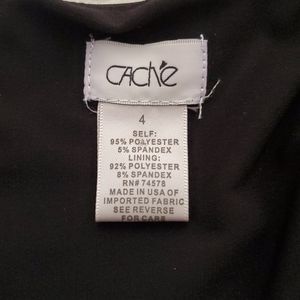 caché
4
SELF:
95% POLYESTER
5% SPANDEX
LINING:
92% POLYESTER
8% SPANDEX
RN# 74578
MADE IN USA OF
IMPORTED FABRIC
SEE REVERSE
FOR CARE